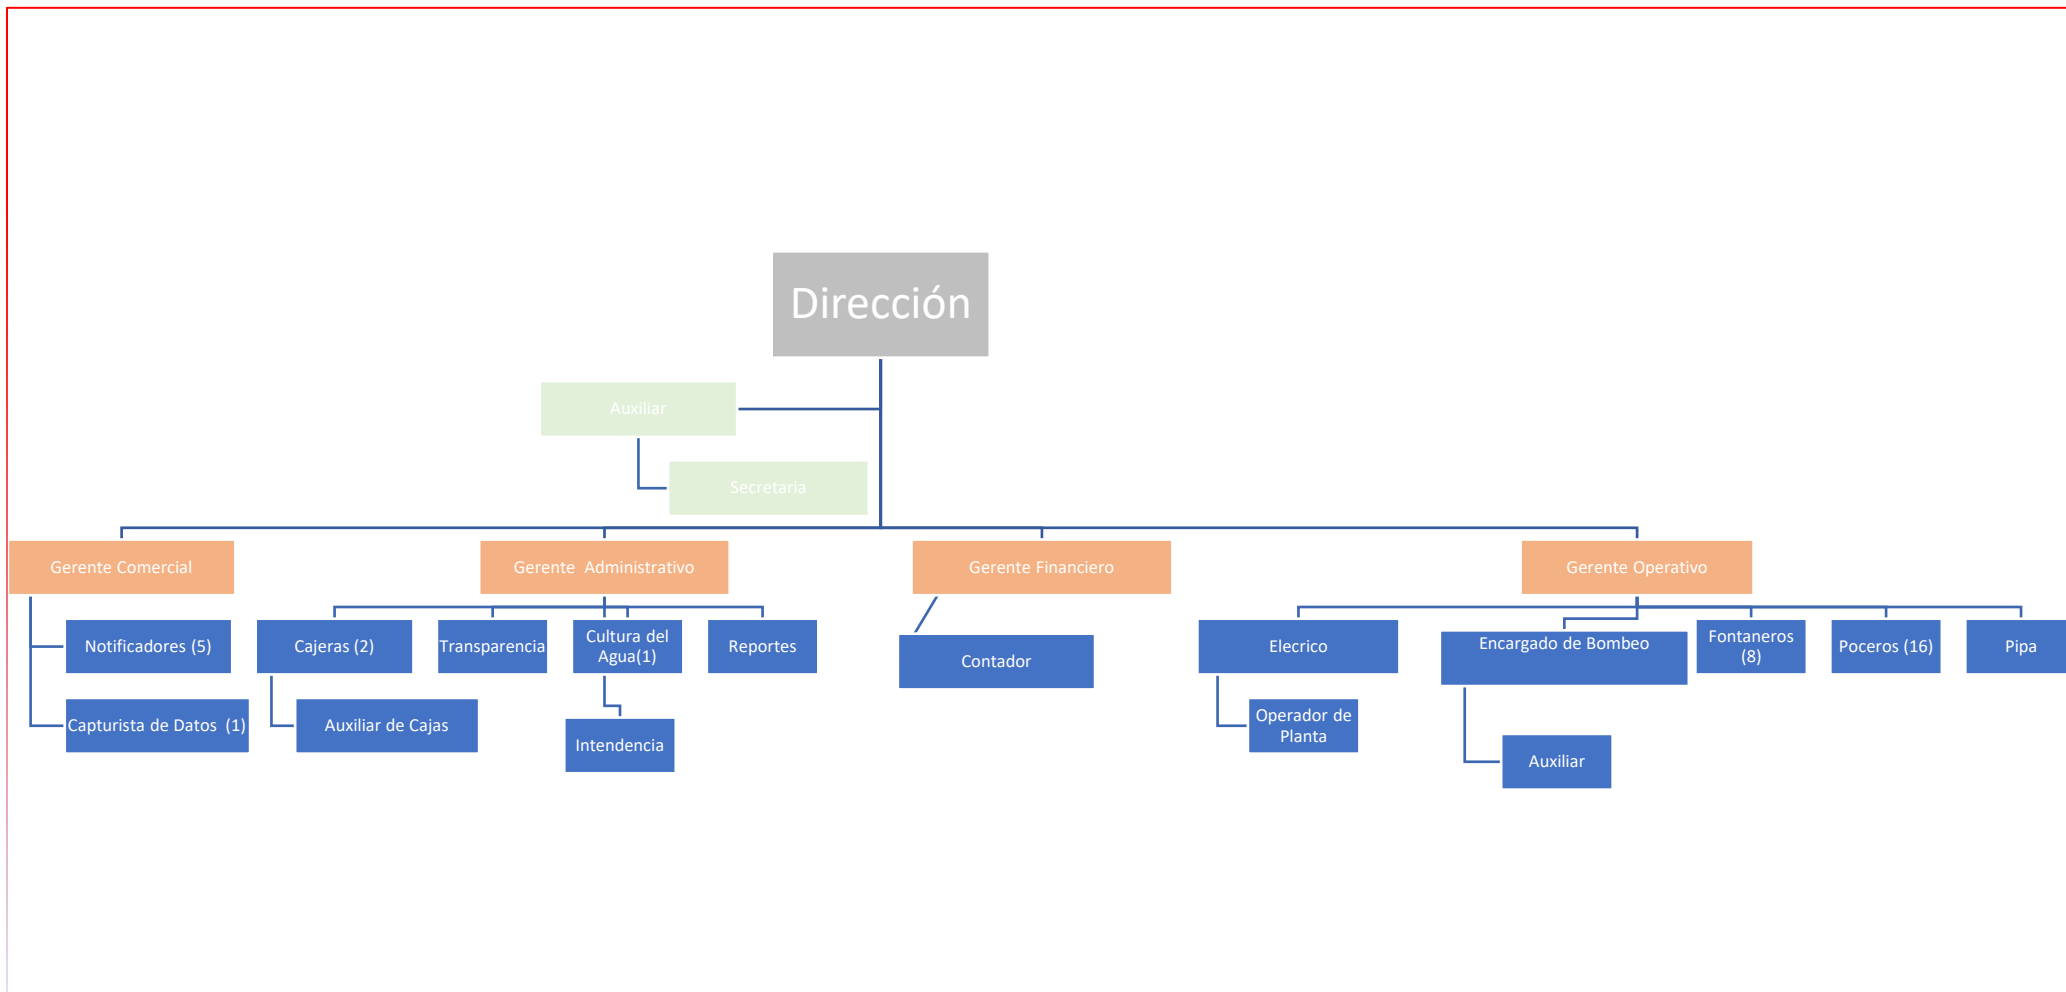 Dirección
Auxiliar
Secretaria
Gerente Comercial
Gerente  Administrativo
Gerente Financiero
Gerente Operativo
Notificadores (5)
Cajeras (2)
Transparencia
Cultura del
Agua(1)
Reportes
Contador
Elecrico
Encargado de Bombeo
Fontaneros
(8)
Poceros (16)
Pipa
Capturista de Datos  (1)
Auxiliar de Cajas
Intendencia
Operador de
Planta
Auxiliar